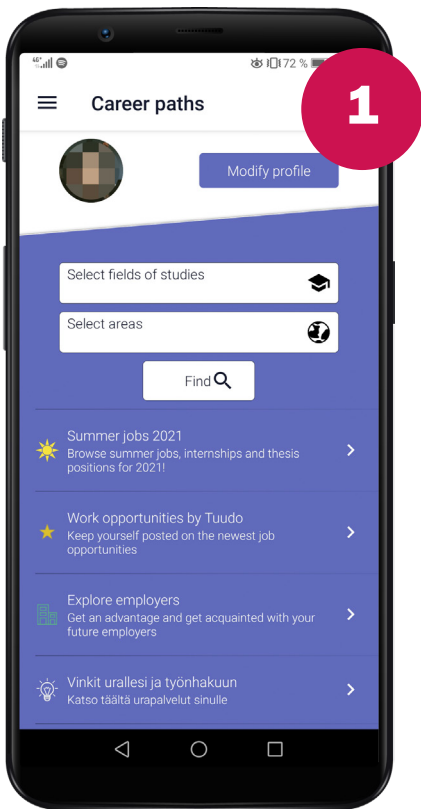 4G+
72 %
1
Career paths
Modify profile
Select fields of studies
Select areas
Find
Summer jobs 2021
Browse summer jobs, internships and thesis
positions for 2021!
Work opportunities by Tuudo
Keep yourself posted on the newest job
opportunities
Explore employers
Get an advantage and get acquainted with your
future employers
Vinkit urallesi ja työnhakuun
Katso täältä urapalvelut sinulle